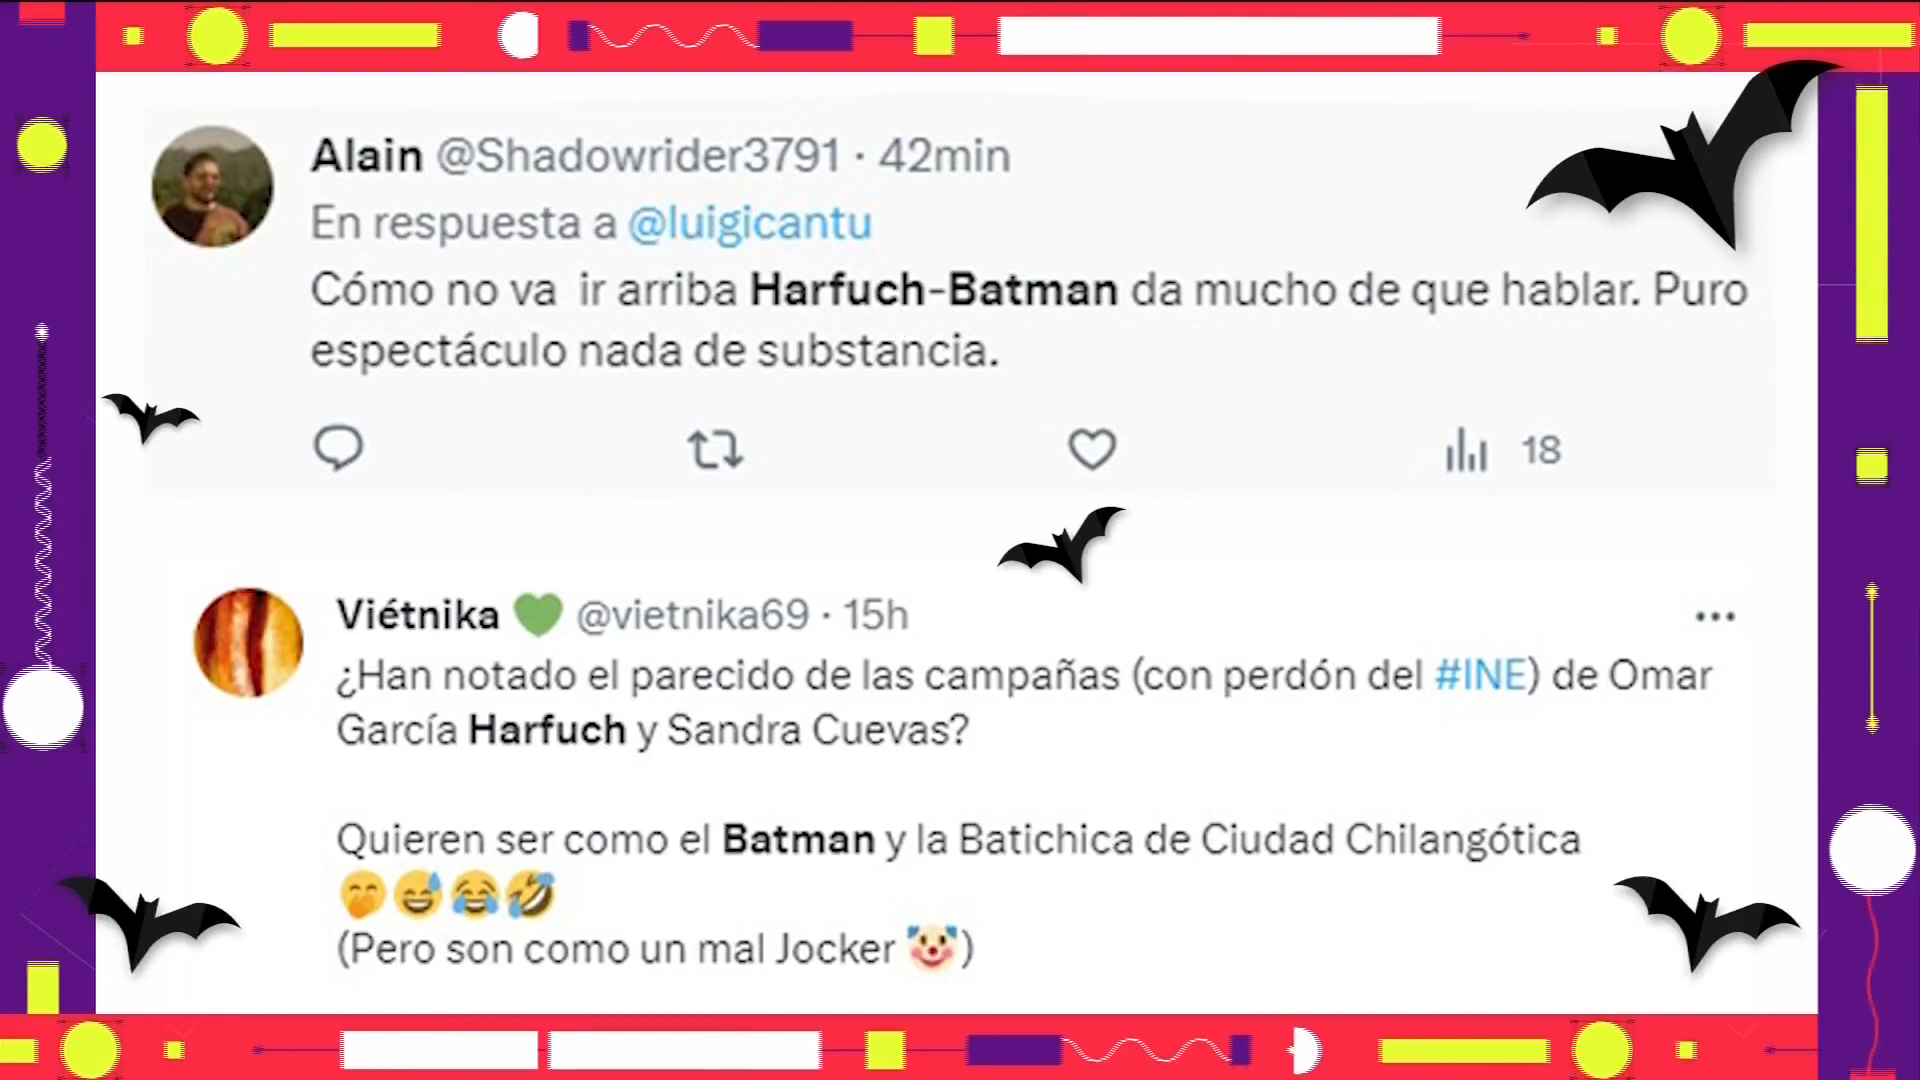 Alain @Shadowrider3791 · 42min
En respuesta a @luigicantu
Cómo no va ir arriba Harfuch-Batman da mucho de que hablar. Puro
espectáculo nada de substancia.
18
Viétnika 💚 @vietnika69 · 15h
¿Han notado el parecido de las campañas (con perdón del #INE) de Omar
García Harfuch y Sandra Cuevas?
Quieren ser como el Batman y la Batichica de Ciudad Chilangótica
🤭😅😂🤣
(Pero son como un mal Jocker 🤡)